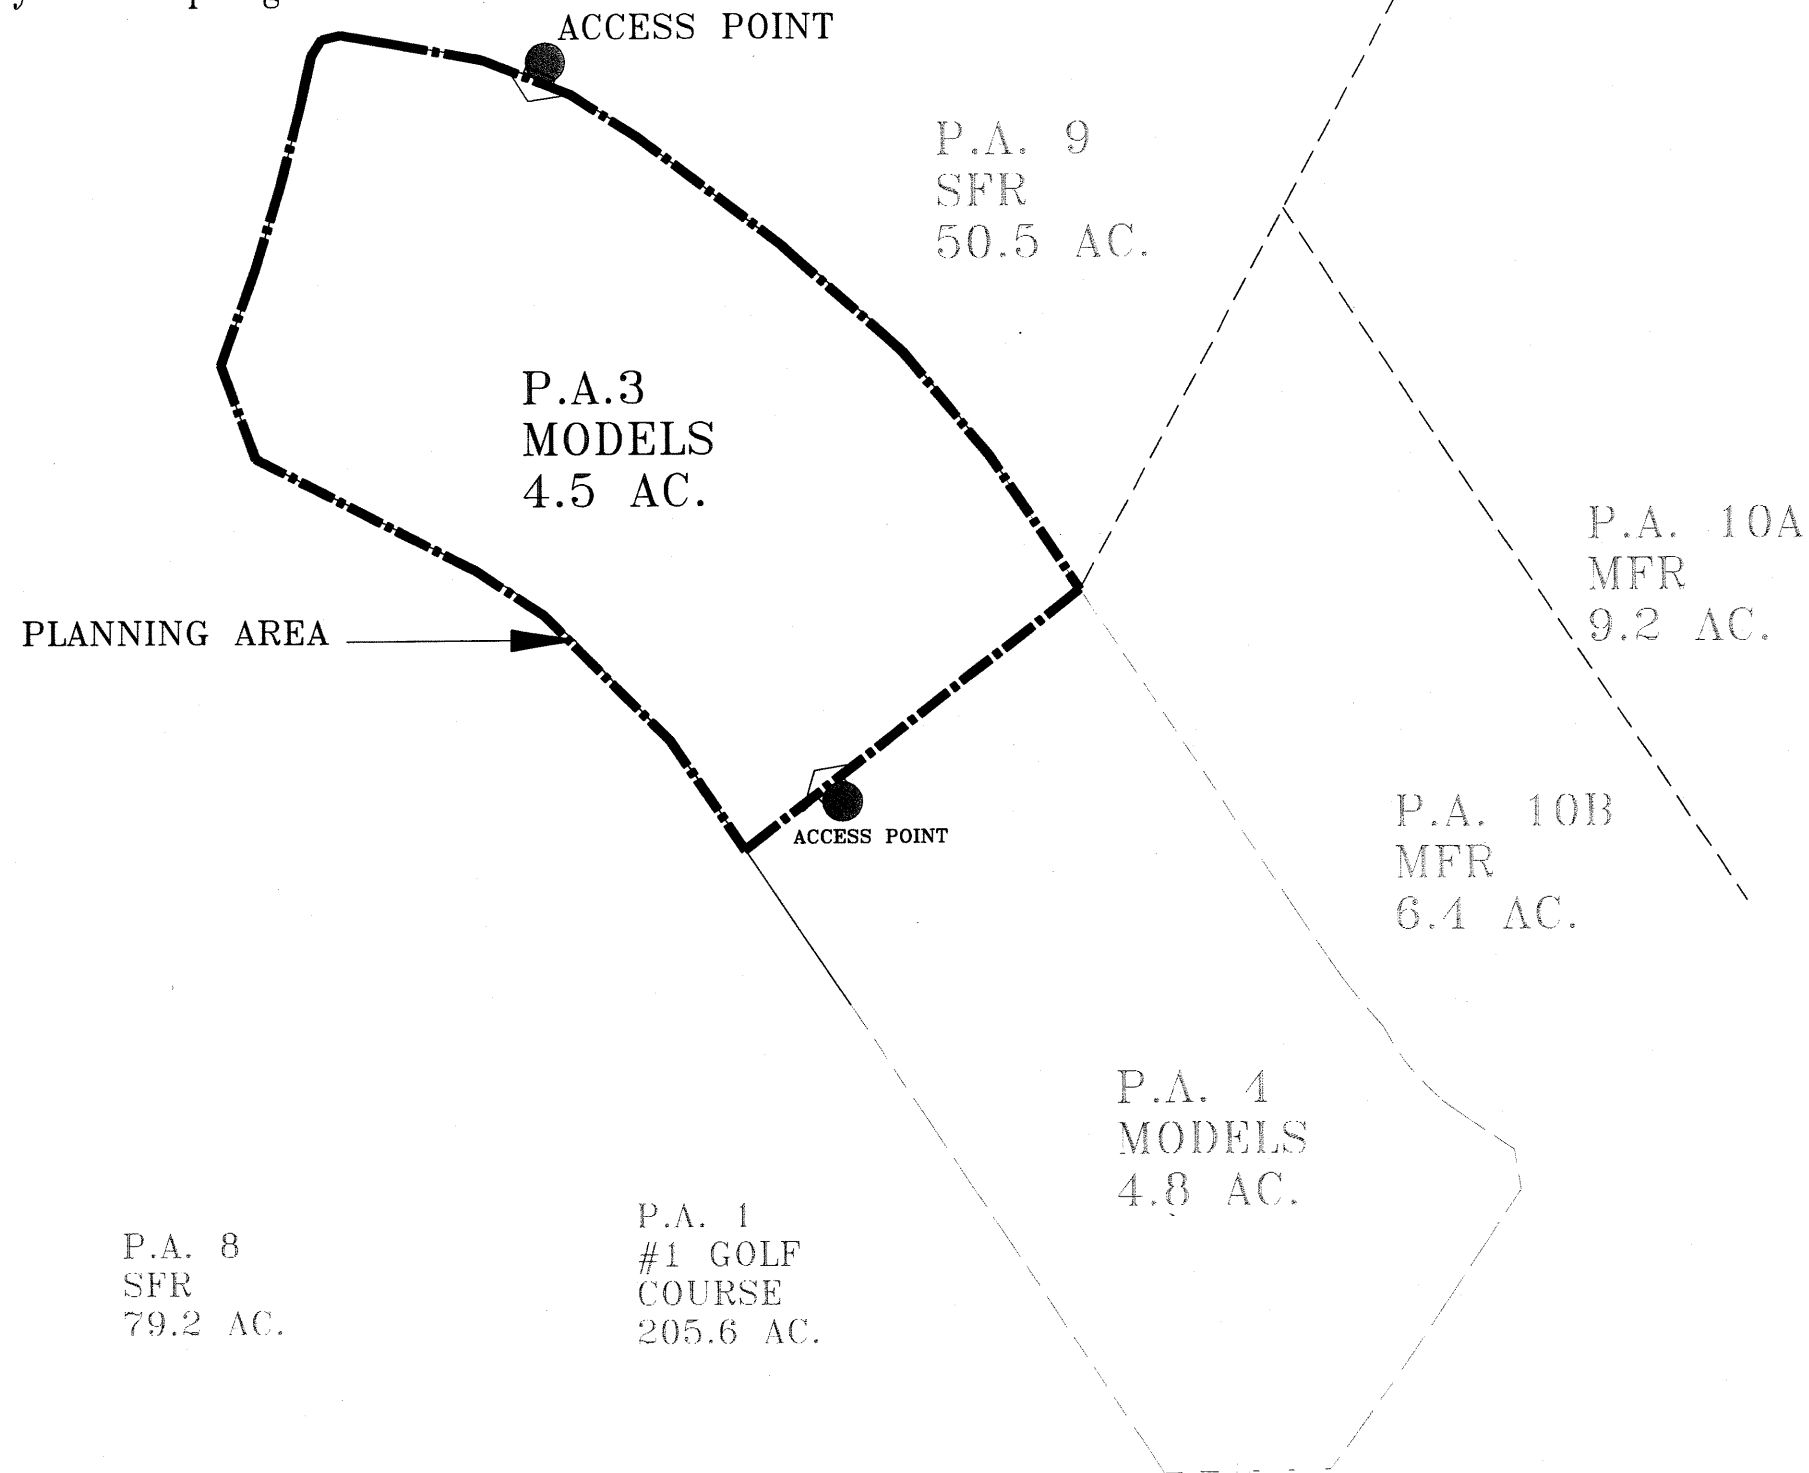 ACCESS POINT
P.A. 9
SFR
50.5 AC.
P.A.3
MODELS
4.5 AC.
P.A. 10A
MFR
9.2 AC.
PLANNING AREA
ACCESS POINT
P.A. 10B
MFR
6.4 AC.
P.A. 4
MODELS
4.8 AC.
P.A. 1
#1 GOLF
COURSE
205.6 AC.
P.A. 8
SFR
79.2 AC.